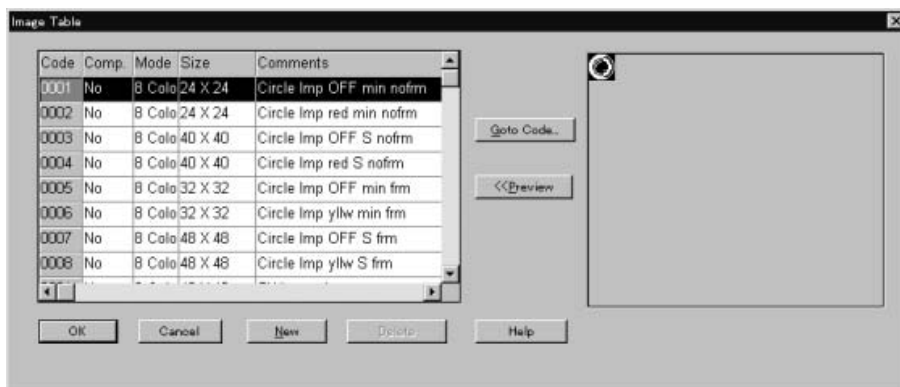 Image Table
Code Comp. Mode Size Comments
0001 No 8 Colo 24 X 24 Circle Imp OFF min nofrm
0002 No 8 Colo 24 X 24 Circle Imp red min nofrm
0003 No 8 Colo 40 X 40 Circle Imp OFF S nofrm
0004 No 8 Colo 40 X 40 Circle Imp red S nofrm
0005 No 8 Colo 32 X 32 Circle Imp OFF min frm
0006 No 8 Colo 32 X 32 Circle Imp yllw min frm
0007 No 8 Colo 48 X 48 Circle Imp OFF S frm
0008 No 8 Colo 48 X 48 Circle Imp yllw S frm
Goto Code..
<<Preview
OK Cancel New Delete Help